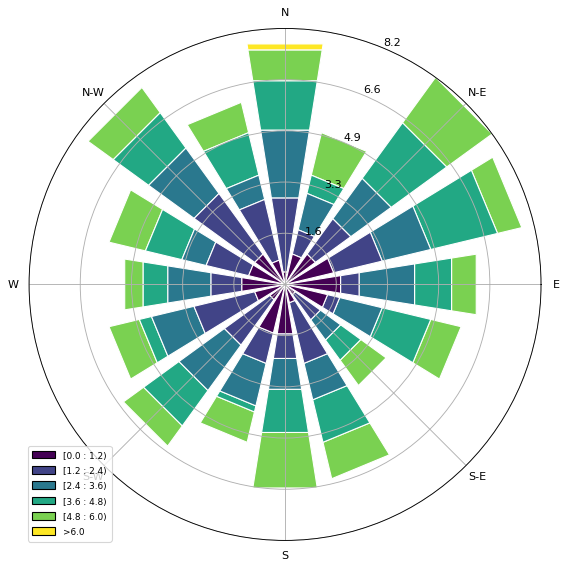 N
8.2
N-W
6.6
N-E
4.9
3.3
1.6
W
E
[0.0 : 1.2)
[1.2 : 2.4)
[2.4 : 3.6)
S-W
S-E
[3.6 : 4.8)
[4.8 : 6.0)
>6.0
S